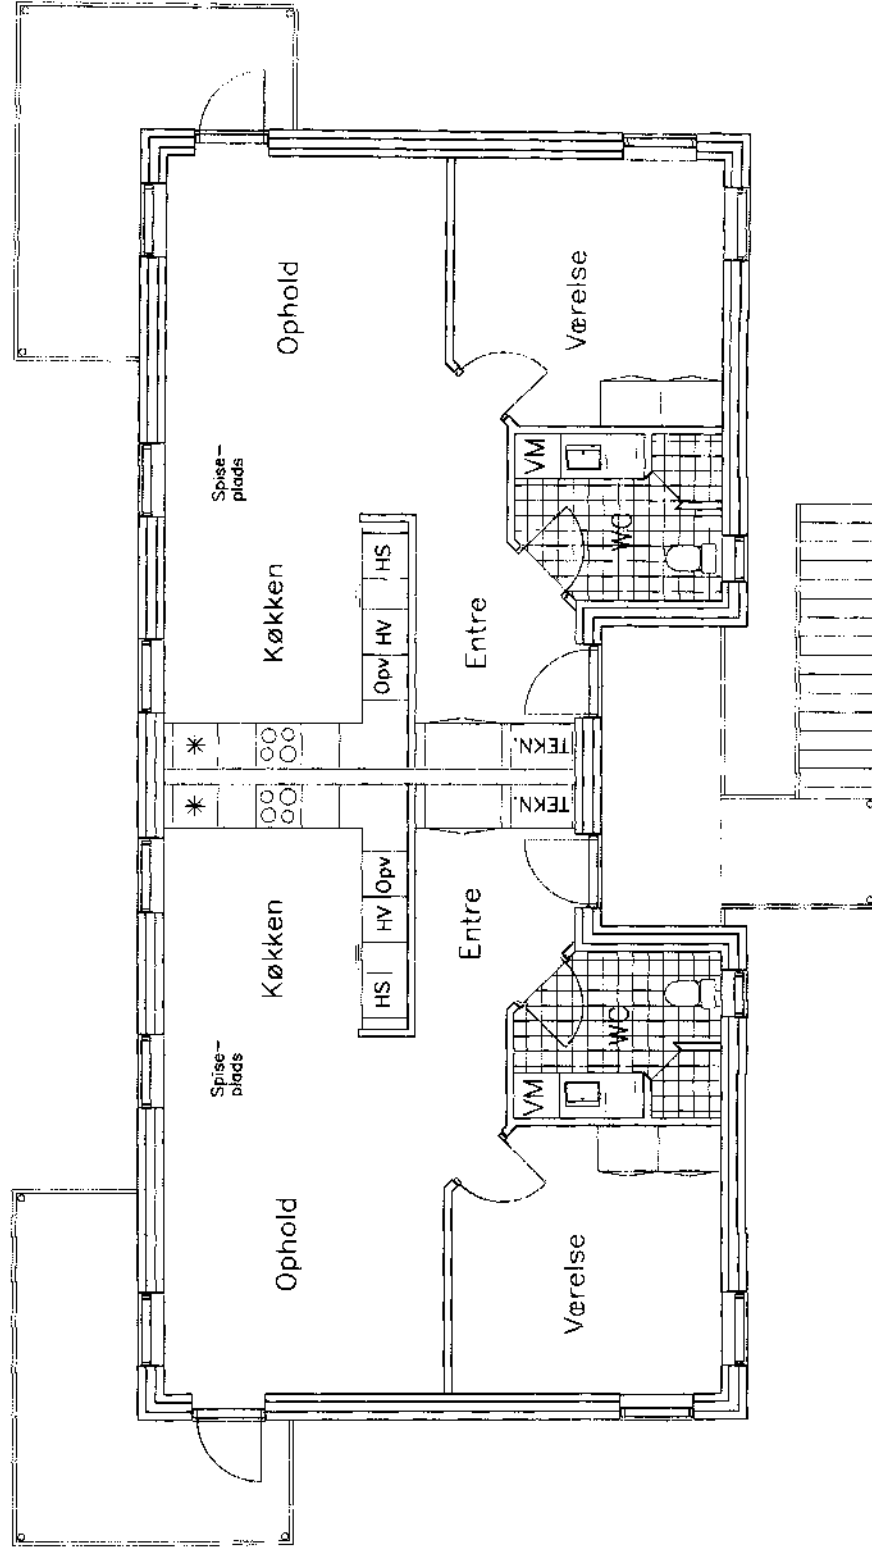 Ophold
Værelse
Spise-
plads
VM
WC
Køkken
HS
HV
Opv
Entre
TEKN.
TEKN.
Køkken
Opv
HV
HS
Entre
Spise-
plads
WC
VM
Ophold
Værelse